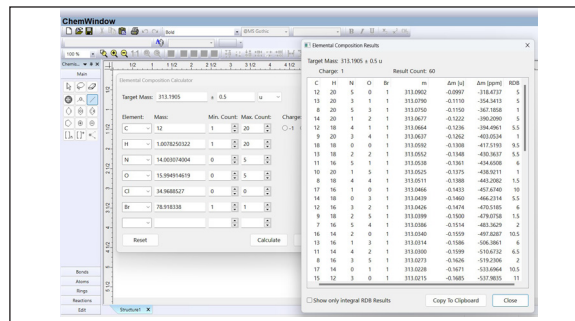 ChemWindow
Bold @MS Gothic B I U
100 %
Chemis...
Main
Bonds
Atoms
Rings
Reactions
Edit
Structure1 X
Elemental Composition Calculator
Target Mass: 313.1905 ± 0.5 u
Element: Mass: Min. Count: Max. Count: Charge
C 12 1 20 -1
H 1.0078250322 1 20
N 14.003074004 0 5
O 15.994914619 0 5
Cl 34.9688527 0 0
Br 78.918338 1 1
Reset Calculate
Elemental Composition Results
Target Mass: 313.1905 ± 0.5 u
Charge: 1 Result Count: 60
C H N O Br m Δm [u] Δm [ppm] RDB
12 20 5 0 1 313.0902 -0.0997 -318.4737 5
13 20 3 1 1 313.0790 -0.1110 -354.3413 5
8 20 5 3 1 313.0750 -0.1150 -367.1858 1
14 20 1 2 1 313.0677 -0.1222 -390.2090 5
12 18 4 1 1 313.0664 -0.1236 -394.4961 5.5
9 20 3 4 1 313.0637 -0.1262 -403.0534 1
18 18 0 0 1 313.0308 -0.1308 -417.5193 9.5
13 18 2 2 1 313.0552 -0.1348 -430.3637 5.5
11 16 5 1 1 313.0538 -0.1361 -434.6508 6
10 20 1 5 1 313.0525 -0.1375 -438.9211 1
8 18 4 4 1 313.0511 -0.1388 -443.2082 1.5
17 16 1 0 1 313.0466 -0.1433 -457.6740 10
14 18 0 3 1 313.0439 -0.1460 -466.2314 5.5
12 16 3 2 1 313.0426 -0.1474 -470.5185 6
9 18 2 5 1 313.0399 -0.1500 -479.0758 1.5
7 16 5 4 1 313.0386 -0.1514 -483.3629 2
16 14 2 0 1 313.0340 -0.1559 -497.8287 10.5
13 16 1 3 1 313.0314 -0.1586 -506.3861 6
11 14 4 2 1 313.0300 -0.1599 -510.6732 6.5
8 16 3 5 1 313.0273 -0.1626 -519.2306 2
17 14 0 1 1 313.0228 -0.1671 -533.6964 10.5
15 12 3 0 1 313.0215 -0.1685 -537.9835 11
Show only integral RDB Results Copy To Clipboard Close